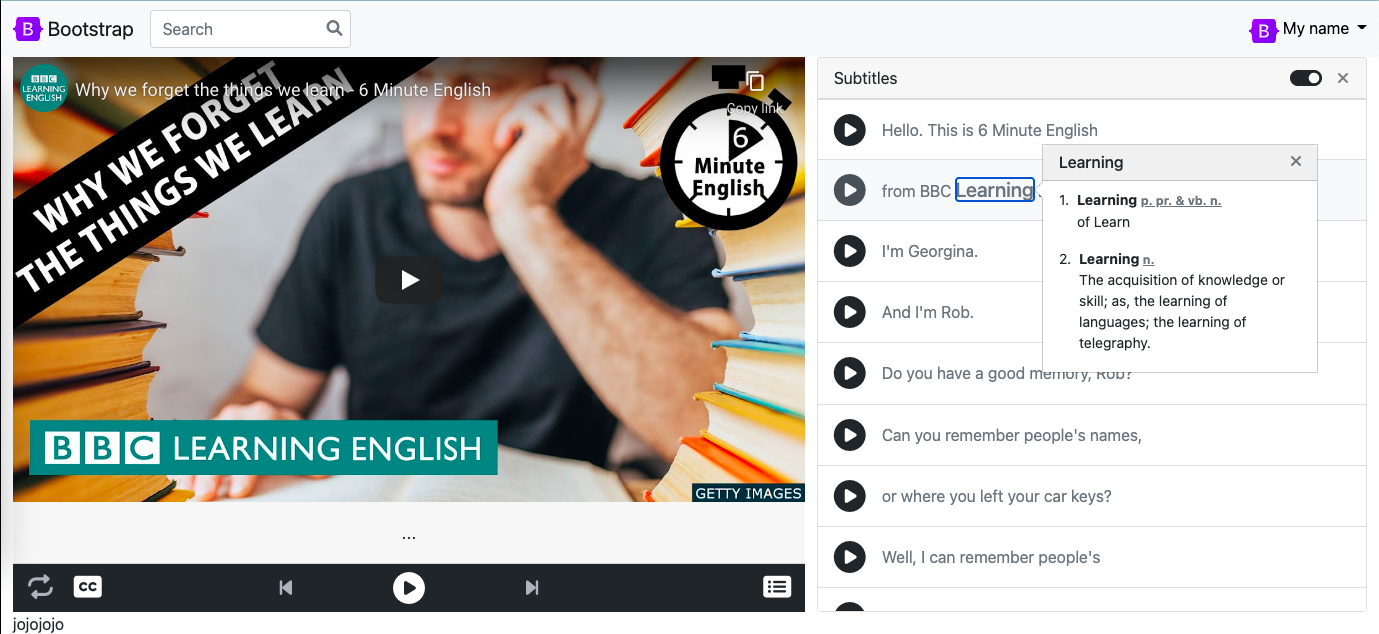 B Bootstrap
Search
B My name
BBC
LEARNING
ENGLISH
Why we forget the things we learn - 6 Minute English
Copy link
WHY WE FORGET
THE THINGS WE LEARN
6
Minute
English
BBC LEARNING ENGLISH
GETTY IMAGES
...
CC
jojojojo
Subtitles
Hello. This is 6 Minute English
from BBC Learning
I'm Georgina.
And I'm Rob.
Do you have a good memory, Rob?
Can you remember people's names,
or where you left your car keys?
Well, I can remember people's
Learning
1. Learning p. pr. & vb. n.
of Learn
2. Learning n.
The acquisition of knowledge or
skill; as, the learning of
languages; the learning of
telegraphy.